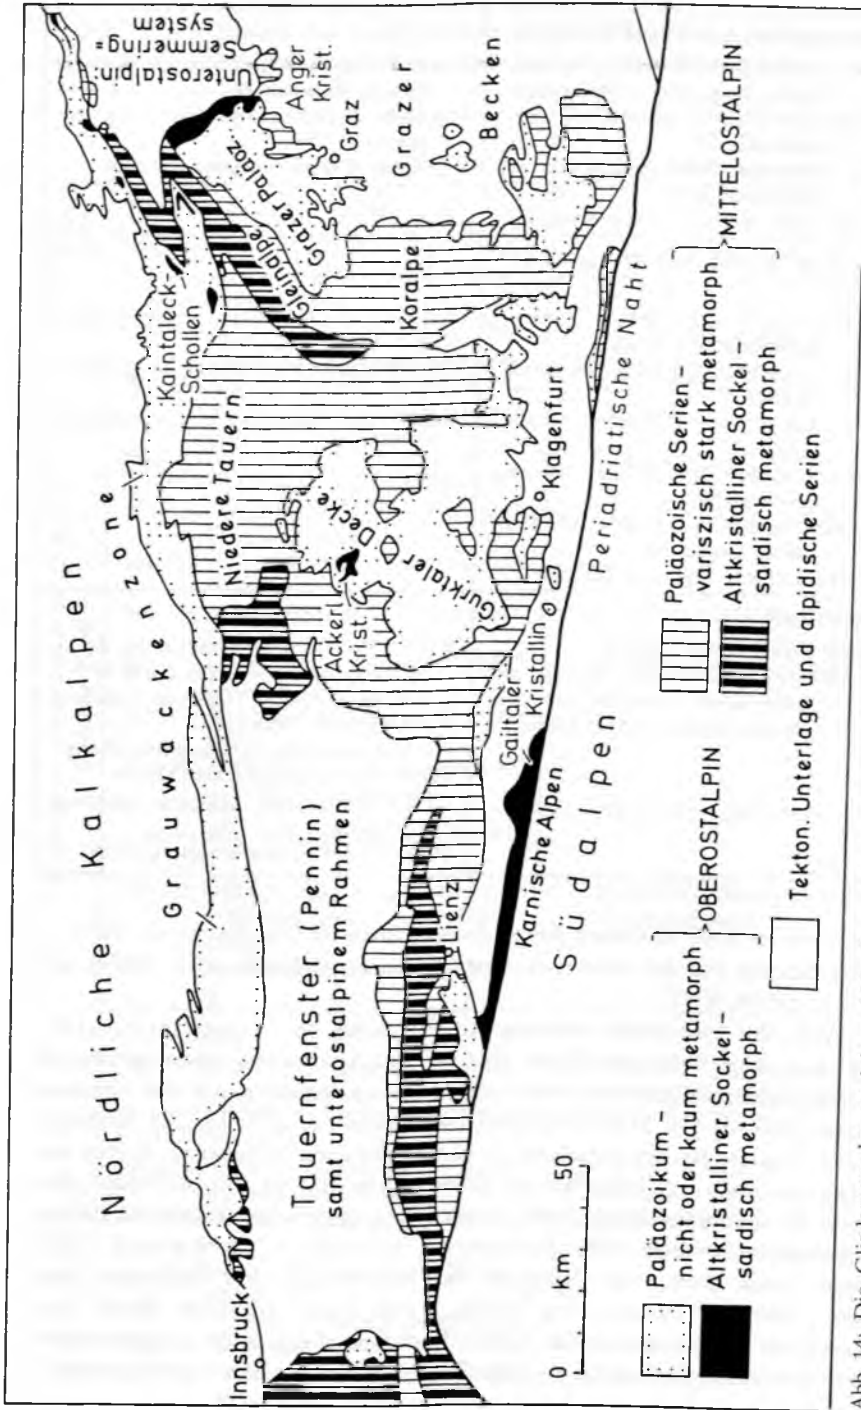 Nördliche Kalkalpen
Grauwackenzone
Unterostalpin:
Semmering-
system
Kaintaleck-
Schollen
Angler
Krist.
Grazer Paläoz.
Graz
Grazer
Becken
Gleinalpe
Koralpe
Niedere Tauern
Ackerl
Krist.
Gurktaler Decke
Klagenfurt
Innsbruck
Tauernfenster (Pennin)
samt unterostalpinem Rahmen
Lienz
Gailtaler
Kristallin
Karnische Alpen
Periadriatische Naht
Südalpen
0 km 50
Paläozoikum –
nicht oder kaum metamorph
Altkristalliner Sockel –
sardisch metamorph
OBEROSTALPIN
Paläozoische Serien –
variszisch stark metamorph
Altkristalliner Sockel –
sardisch metamorph
MITTELOSTALPIN
Tekton. Unterlage und alpidische Serien
Abb. 14: Die